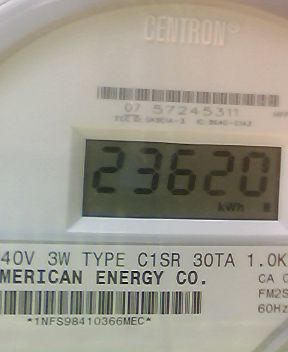 CENTRON®
07 57245311
23620
kWh
40V 3W TYPE C1SR 30TA 1.0K
MERICAN ENERGY CO.
CA
FM2S
60Hz
*1NFS98410366MEC*